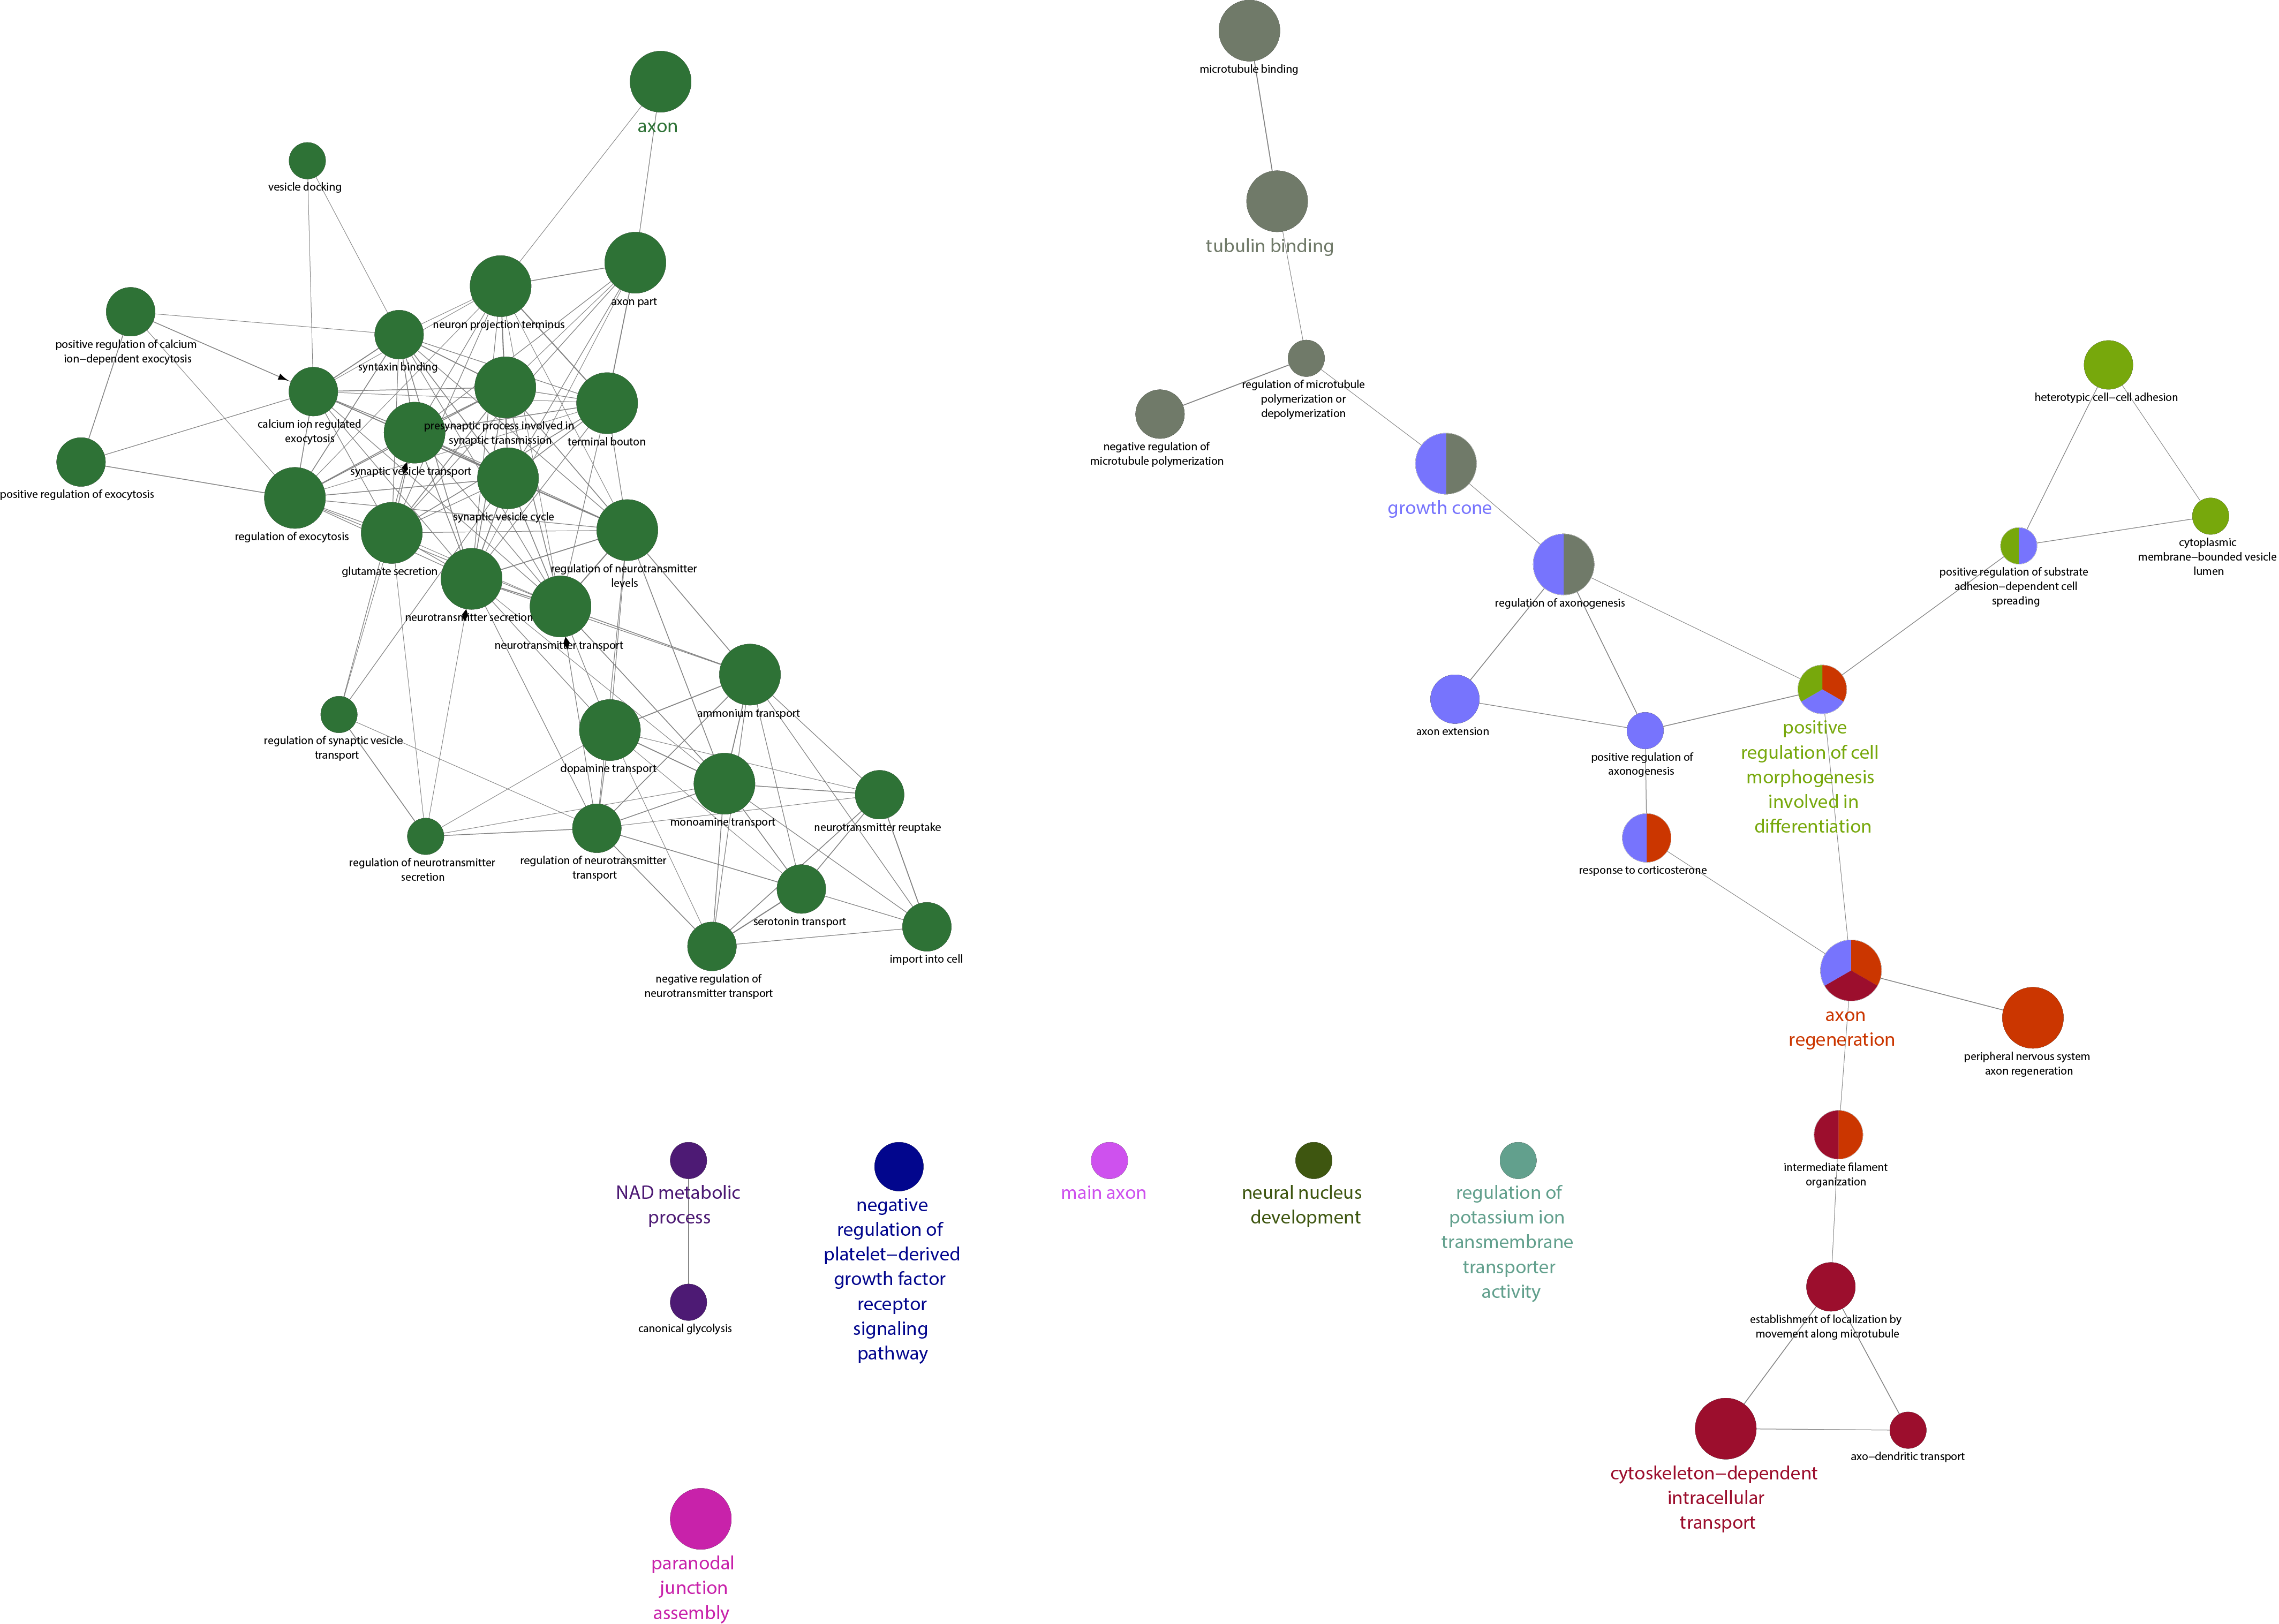 microtubule binding
axon
vesicle docking
tubulin binding
axon part
neuron projection terminus
positive regulation of calcium
ion−dependent exocytosis
syntaxin binding
regulation of microtubule
polymerization or
depolymerization
heterotypic cell−cell adhesion
calcium ion regulated
exocytosis
presynaptic process involved in
synaptic transmission
terminal bouton
negative regulation of
microtubule polymerization
synaptic vesicle transport
positive regulation of exocytosis
growth cone
synaptic vesicle cycle
regulation of exocytosis
cytoplasmic
membrane−bounded vesicle
lumen
glutamate secretion
regulation of neurotransmitter
levels
positive regulation of substrate
adhesion−dependent cell
spreading
regulation of axonogenesis
neurotransmitter secretion
neurotransmitter transport
ammonium transport
axon extension
positive
regulation of cell
morphogenesis
involved in
differentiation
regulation of synaptic vesicle
transport
positive regulation of
axonogenesis
dopamine transport
monoamine transport
neurotransmitter reuptake
regulation of neurotransmitter
secretion
regulation of neurotransmitter
transport
response to corticosterone
serotonin transport
import into cell
negative regulation of
neurotransmitter transport
axon
regeneration
peripheral nervous system
axon regeneration
intermediate filament
organization
NAD metabolic
process
negative
regulation of
platelet−derived
growth factor
receptor
signaling
pathway
main axon
neural nucleus
development
regulation of
potassium ion
transmembrane
transporter
activity
canonical glycolysis
establishment of localization by
movement along microtubule
axo−dendritic transport
cytoskeleton−dependent
intracellular
transport
paranodal
junction
assembly